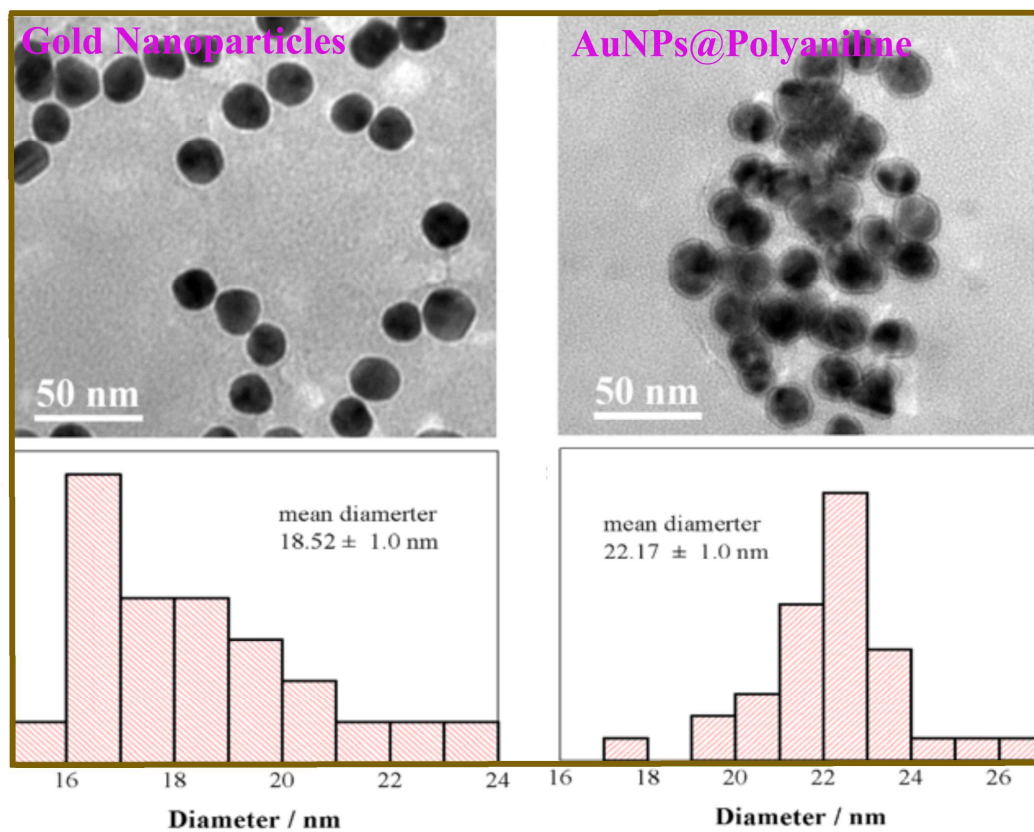 Gold Nanoparticles
AuNPs@Polyaniline
50 nm
50 nm
mean diamerter
18.52 ± 1.0 nm
mean diamerter
22.17 ± 1.0 nm
16 18 20 22 24
16 18 20 22 24 26
Diameter / nm
Diameter / nm